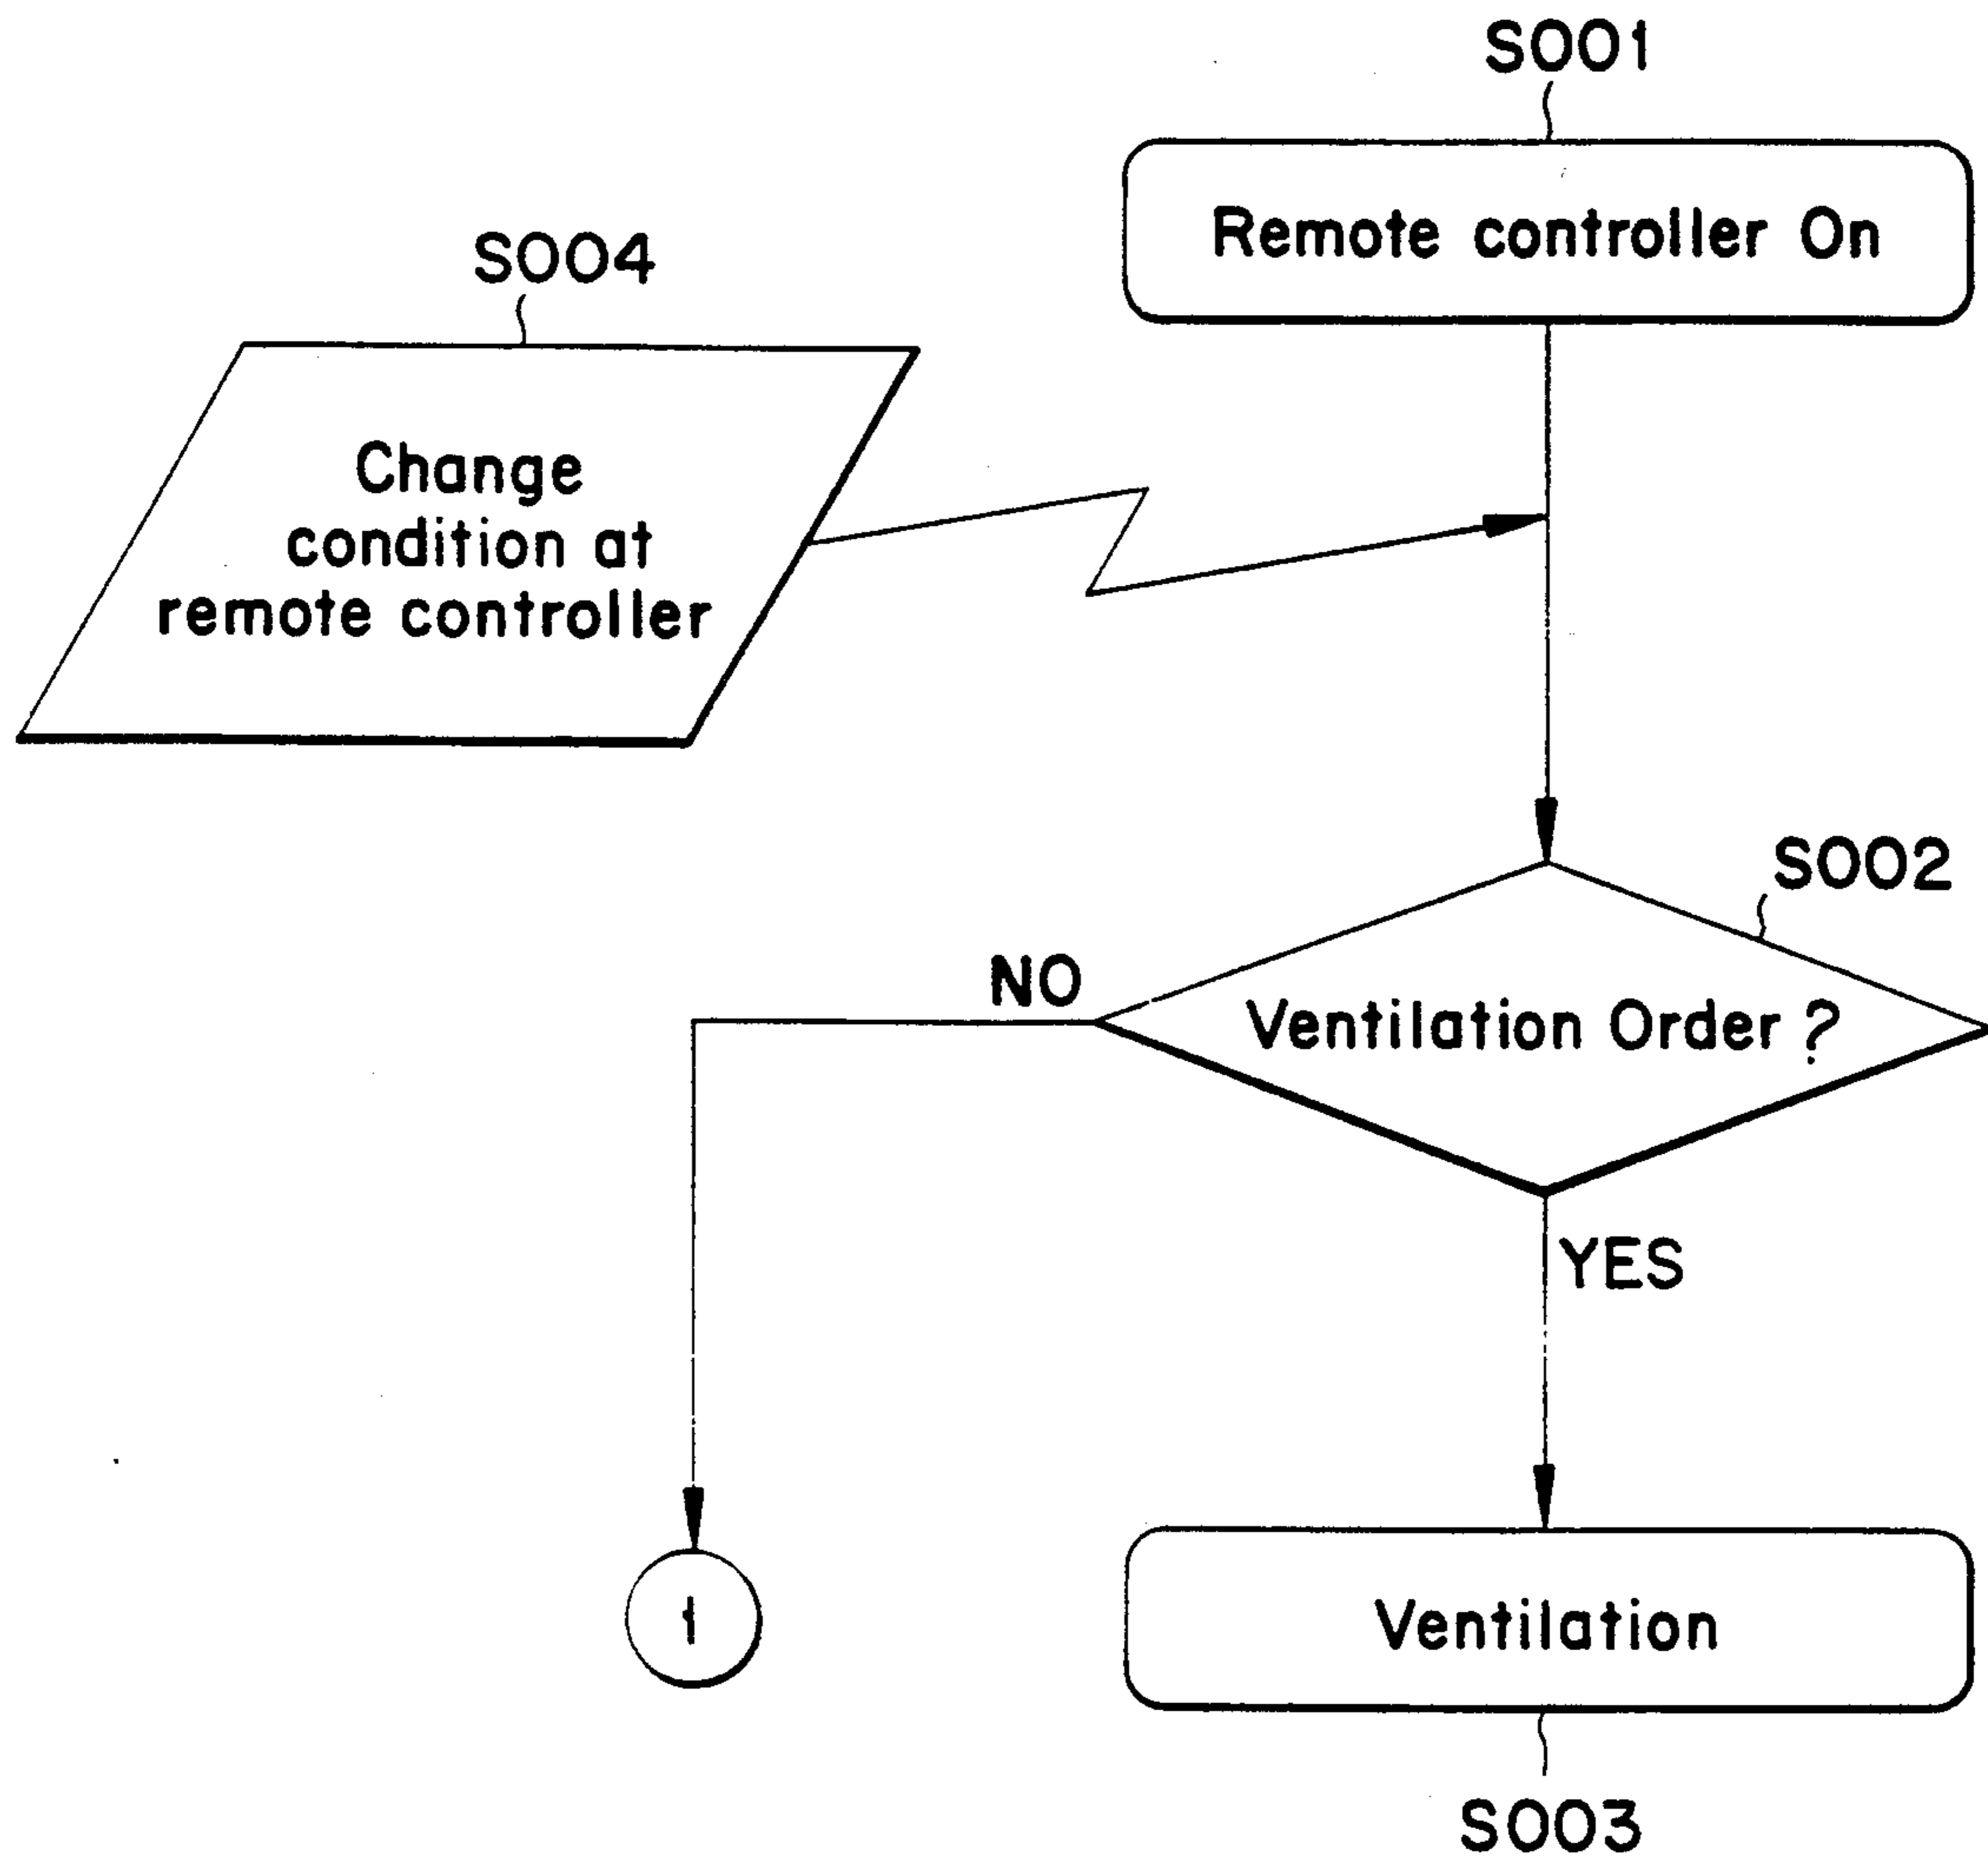 S001
Remote controller On
S004
Change
condition at
remote controller
S002
NO
Ventilation Order ?
YES
1
Ventilation
S003